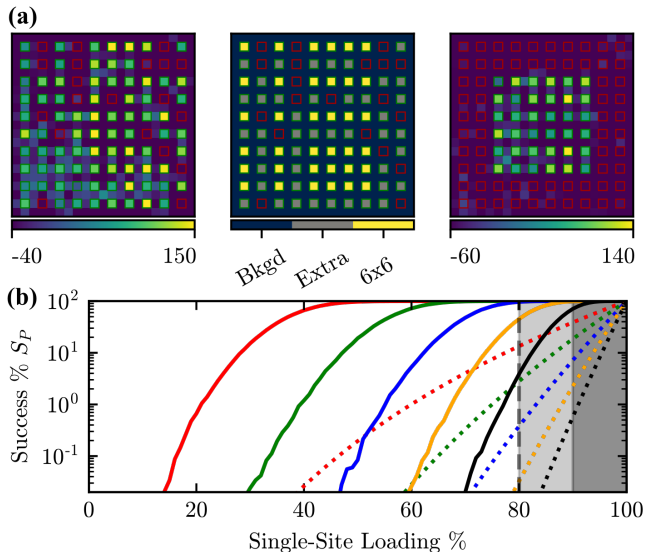 (a)
-40 150
Bkgd Extra 6x6
-60 140
(b)
Success % S_P
10^2
10^1
10^0
10^-1
0 20 40 60 80 100
Single-Site Loading %